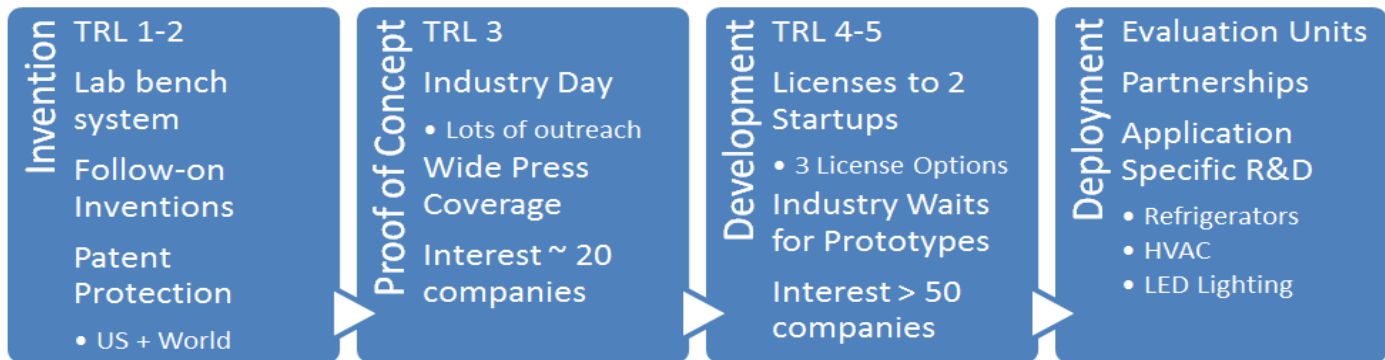 Invention
TRL 1-2
Lab bench
system
Follow-on
Inventions
Patent
Protection
• US + World
Proof of Concept
TRL 3
Industry Day
• Lots of outreach
Wide Press
Coverage
Interest ~ 20
companies
Development
TRL 4-5
Licenses to 2
Startups
• 3 License Options
Industry Waits
for Prototypes
Interest > 50
companies
Deployment
Evaluation Units
Partnerships
Application
Specific R&D
• Refrigerators
• HVAC
• LED Lighting